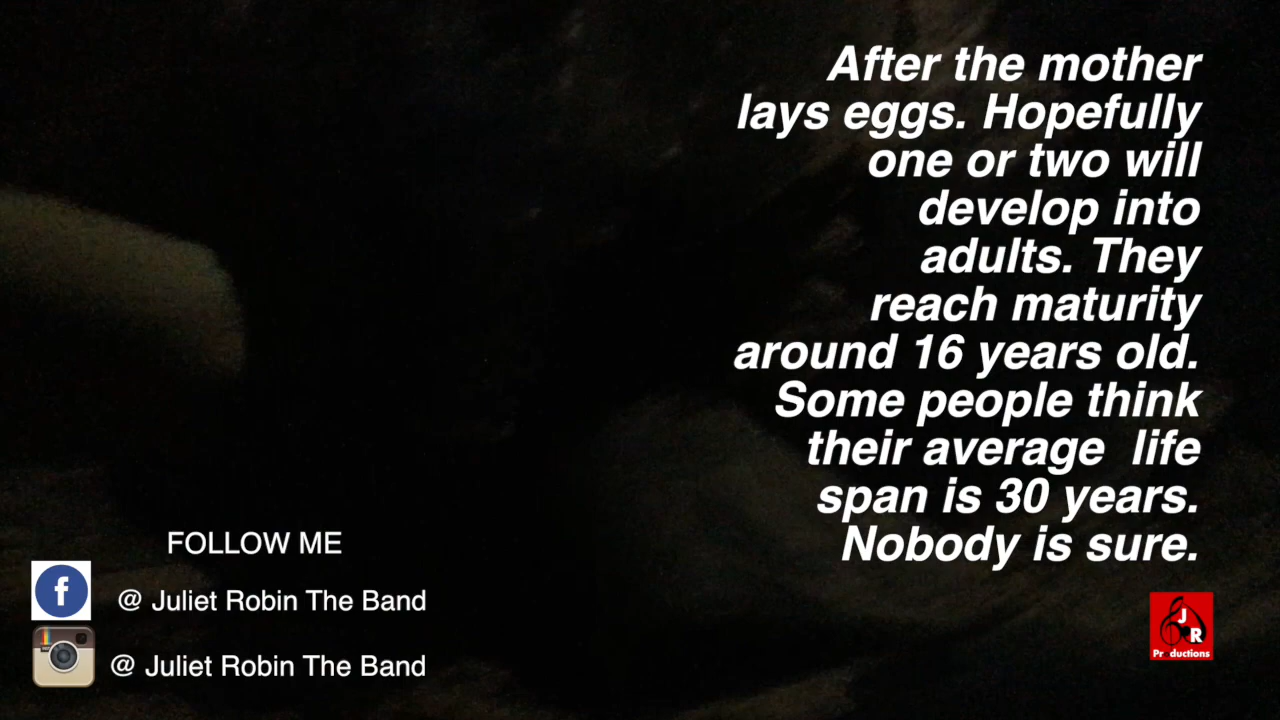 After the mother
lays eggs. Hopefully
one or two will
develop into
adults. They
reach maturity
around 16 years old.
Some people think
their average  life
span is 30 years.
Nobody is sure.
FOLLOW ME
f
@ Juliet Robin The Band
@ Juliet Robin The Band
J
R
Productions